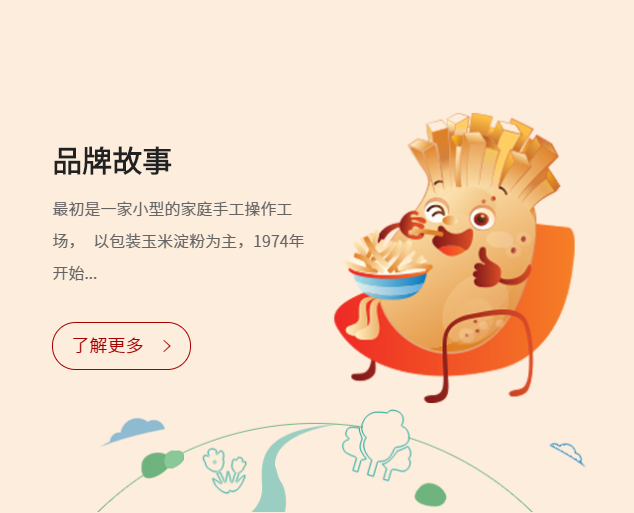 品牌故事
最初是一家小型的家庭手工操作工
场， 以包装玉米淀粉为主，1974年
开始...
了解更多